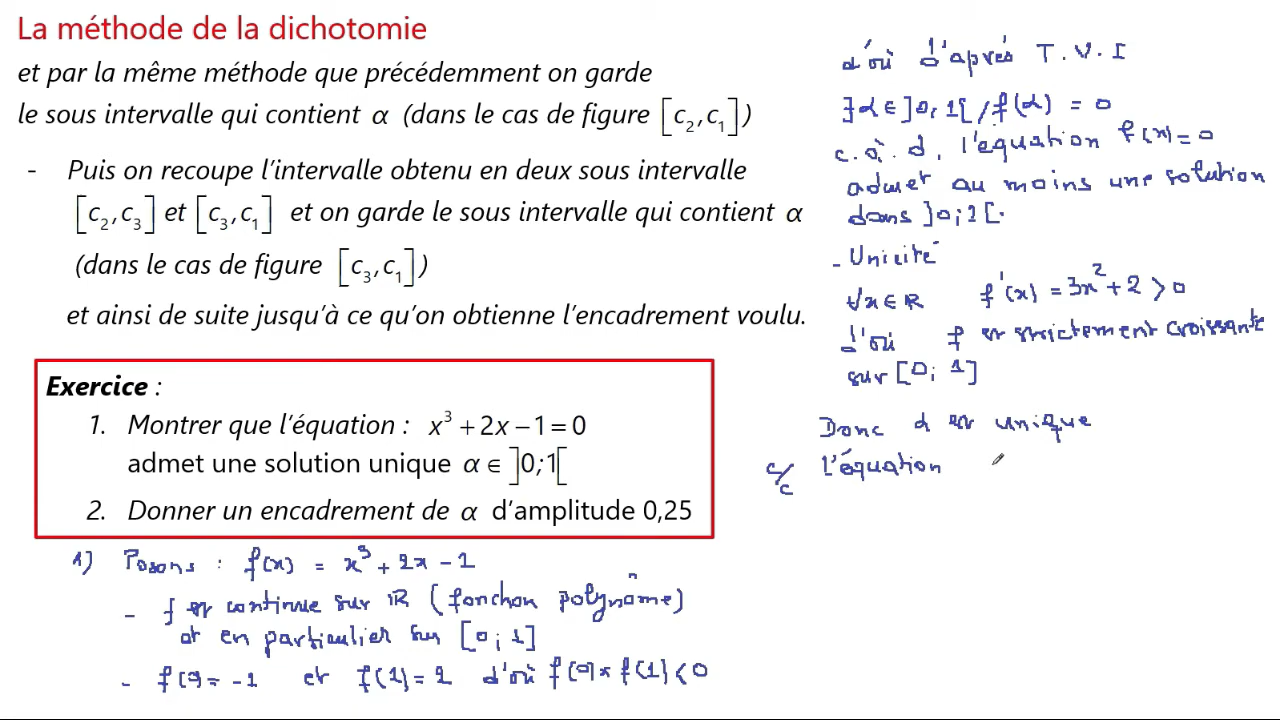 La méthode de la dichotomie
et par la même méthode que précédemment on garde
le sous intervalle qui contient α (dans le cas de figure [c₂,c₁])
- Puis on recoupe l'intervalle obtenu en deux sous intervalle
[c₂,c₃] et [c₃,c₁] et on garde le sous intervalle qui contient α
(dans le cas de figure [c₃,c₁])
et ainsi de suite jusqu'à ce qu'on obtienne l'encadrement voulu.
Exercice :
1. Montrer que l'équation : x³ + 2x − 1 = 0
admet une solution unique α ∈ ]0;1[
2. Donner un encadrement de α d'amplitude 0,25
1) Posons : f(x) = x³ + 2x - 1
- f est continue sur ℝ (fonction polynôme)
et en particulier sur [0; 1]
- f(0) = -1 et f(1) = 2 d'où f(0) × f(1) < 0
d'où d'après T.V.I
∃α ∈ ]0,1[ / f(α) = 0
c.à.d. l'équation f(x) = 0
admet au moins une solution
dans ]0;1[.
- Unicité
∀x ∈ ℝ f'(x) = 3x² + 2 > 0
d'où f est strictement croissante
sur [0; 1]
Donc α est unique
c/c l'équation